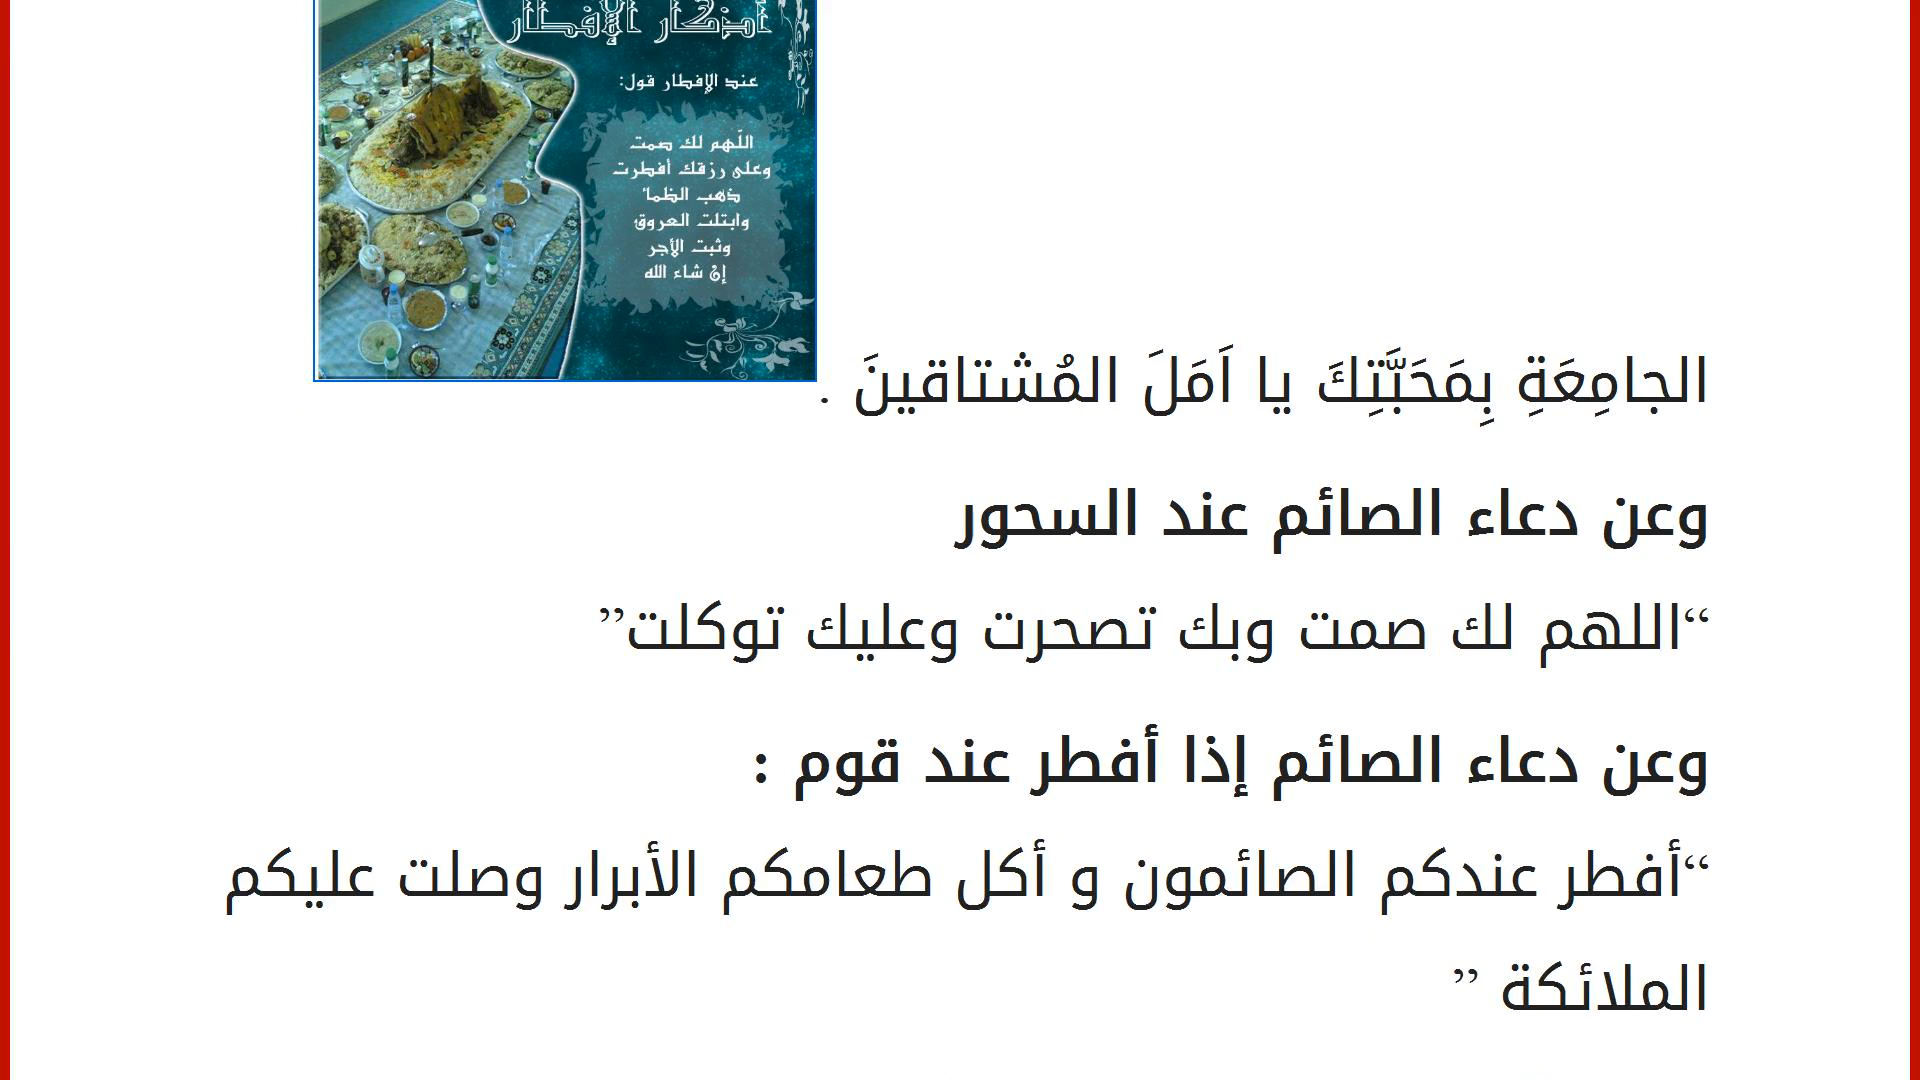 أذكار الإفطار
عند الإفطار قول:
اللّهم لك صمت
وعلى رزقك أفطرت
ذهب الظمأ
وابتلت العروق
وثبت الأجر
إنْ شاء الله
الجامِعَةِ بِمَحَبَّتِكَ يا اَمَلَ المُشتاقينَ .
وعن دعاء الصائم عند السحور
“اللهم لك صمت وبك تصحرت وعليك توكلت”
وعن دعاء الصائم إذا أفطر عند قوم :
“أفطر عندكم الصائمون و أكل طعامكم الأبرار وصلت عليكم
الملائكة ”